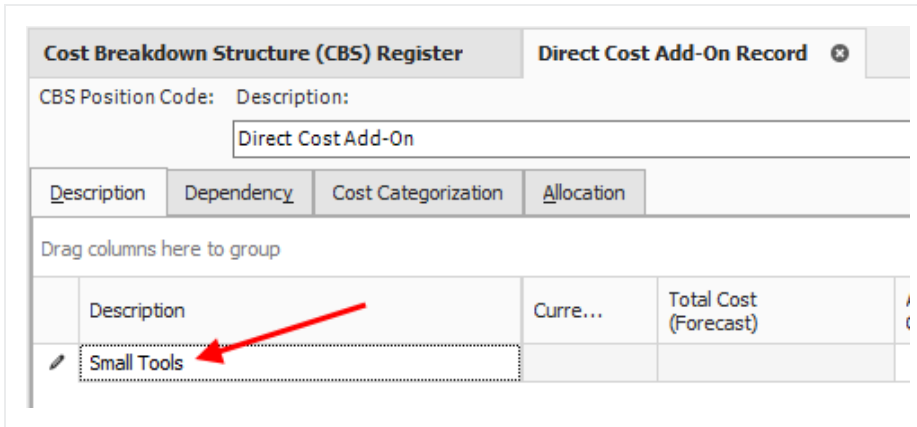 Cost Breakdown Structure (CBS) Register
Direct Cost Add-On Record
CBS Position Code: Description:
Direct Cost Add-On
Description Dependency Cost Categorization Allocation
Drag columns here to group
Description Curre... Total Cost
(Forecast)
Small Tools